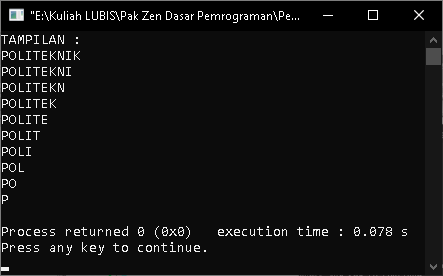 "E:\Kuliah LUBIS\Pak Zen Dasar Pemrograman\Pe...
TAMPILAN :
POLITEKNIK
POLITEKNI
POLITEKN
POLITEK
POLITE
POLIT
POLI
POL
PO
P
Process returned 0 (0x0)   execution time : 0.078 s
Press any key to continue.